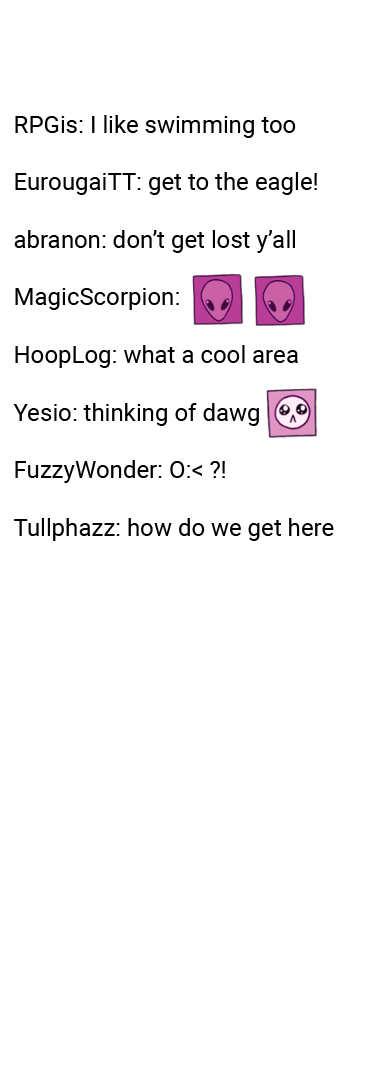 RPGis: I like swimming too
EurougaiTT: get to the eagle!
abranon: don’t get lost y’all
MagicScorpion:
HoopLog: what a cool area
Yesio: thinking of dawg
FuzzyWonder: O:< ?!
Tullphazz: how do we get here